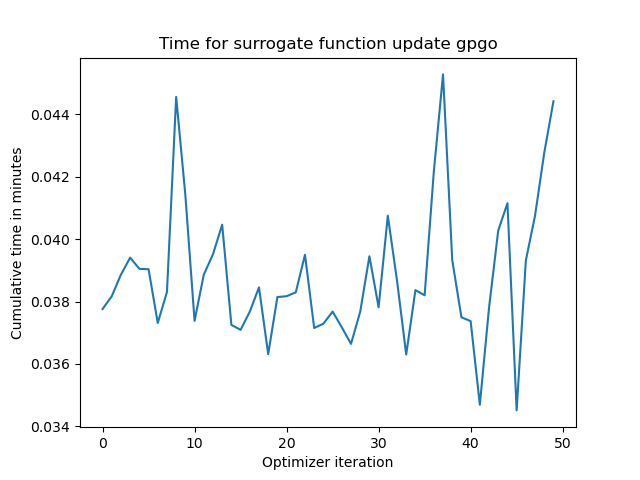 Time for surrogate function update gpgo
Cumulative time in minutes
0.044
0.042
0.040
0.038
0.036
0.034
0 10 20 30 40 50
Optimizer iteration